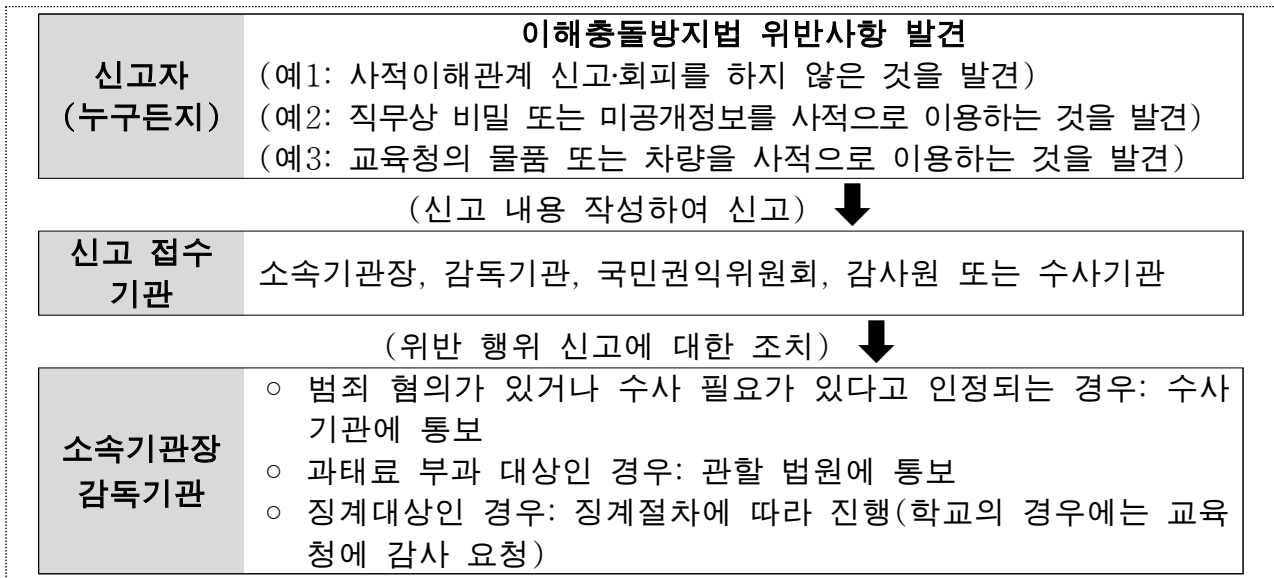 이해충돌방지법 위반사항 발견
신고자
(누구든지)
(예1: 사적이해관계 신고·회피를 하지 않은 것을 발견)
(예2: 직무상 비밀 또는 미공개정보를 사적으로 이용하는 것을 발견)
(예3: 교육청의 물품 또는 차량을 사적으로 이용하는 것을 발견)
(신고 내용 작성하여 신고)
신고 접수
기관
소속기관장, 감독기관, 국민권익위원회, 감사원 또는 수사기관
(위반 행위 신고에 대한 조치)
소속기관장
감독기관
○ 범죄 혐의가 있거나 수사 필요가 있다고 인정되는 경우: 수사
기관에 통보
○ 과태료 부과 대상인 경우: 관할 법원에 통보
○ 징계대상인 경우: 징계절차에 따라 진행(학교의 경우에는 교육
청에 감사 요청)